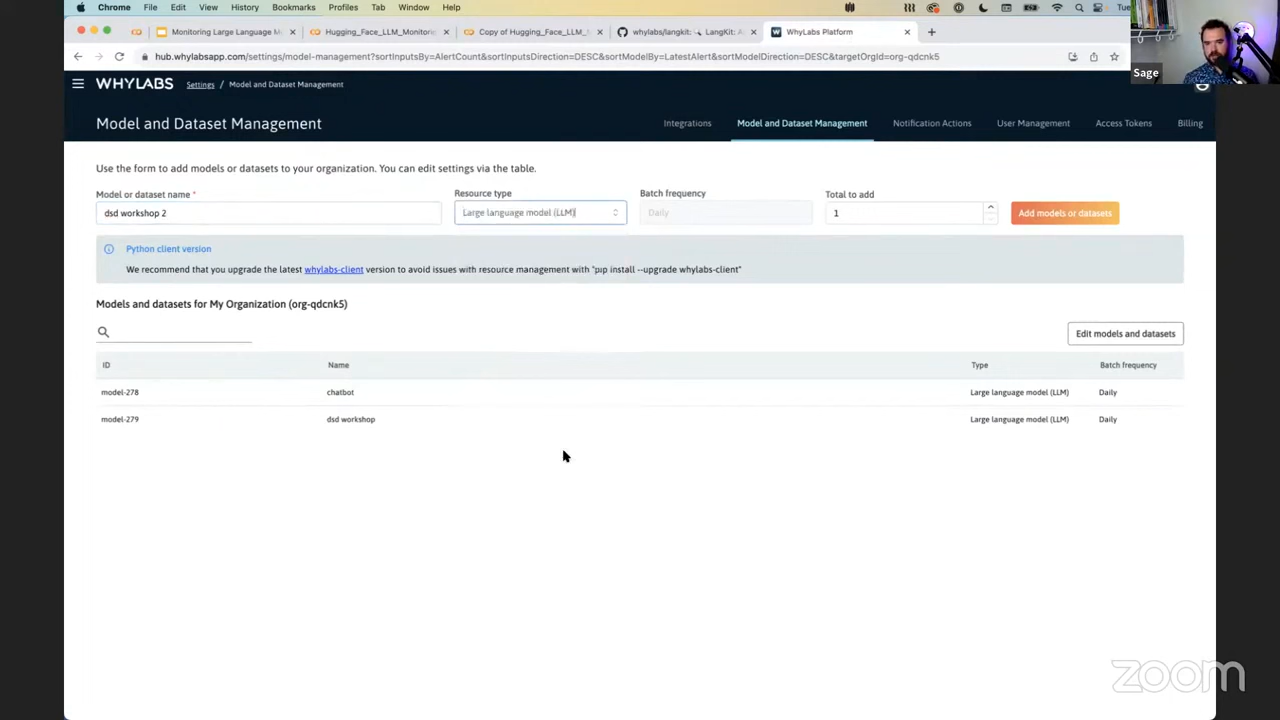 Chrome File Edit View History Bookmarks Profiles Tab Window Help Tue
Monitoring Large Language M
Hugging_Face_LLM_Monitorin
Copy of Hugging_Face_LLM_
whylabs/langkit:
LangKit: A
WhyLabs Platform
hub.whylabsapp.com/settings/model-management?sortInputsBy=AlertCount&sortInputsDirection=DESC&sortModelBy=LatestAlert&sortModelDirection=DESC&targetOrgId=org-qdcnk5
Sage
WHYLABS Settings / Model and Dataset Management
Model and Dataset Management
Integrations Model and Dataset Management Notification Actions User Management Access Tokens Billing
Use the form to add models or datasets to your organization. You can edit settings via the table.
Model or dataset name * Resource type Batch frequency Total to add
dsd workshop 2 Large language model (LLM) Daily 1 Add models or datasets
Python client version
We recommend that you upgrade the latest whylabs-client version to avoid issues with resource management with "pip install --upgrade whylabs-client"
Models and datasets for My Organization (org-qdcnk5)
Edit models and datasets
ID Name Type Batch frequency
model-278 chatbot Large language model (LLM) Daily
model-279 dsd workshop Large language model (LLM) Daily
zoom